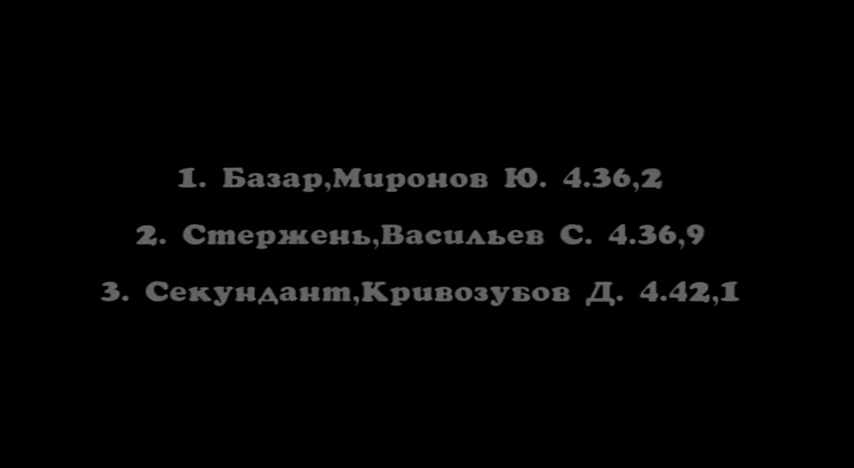 1. Базар,Миронов Ю. 4.36,2
2. Стержень,Васильев С. 4.36,9
3. Секундант,Кривозубов Д. 4.42,1